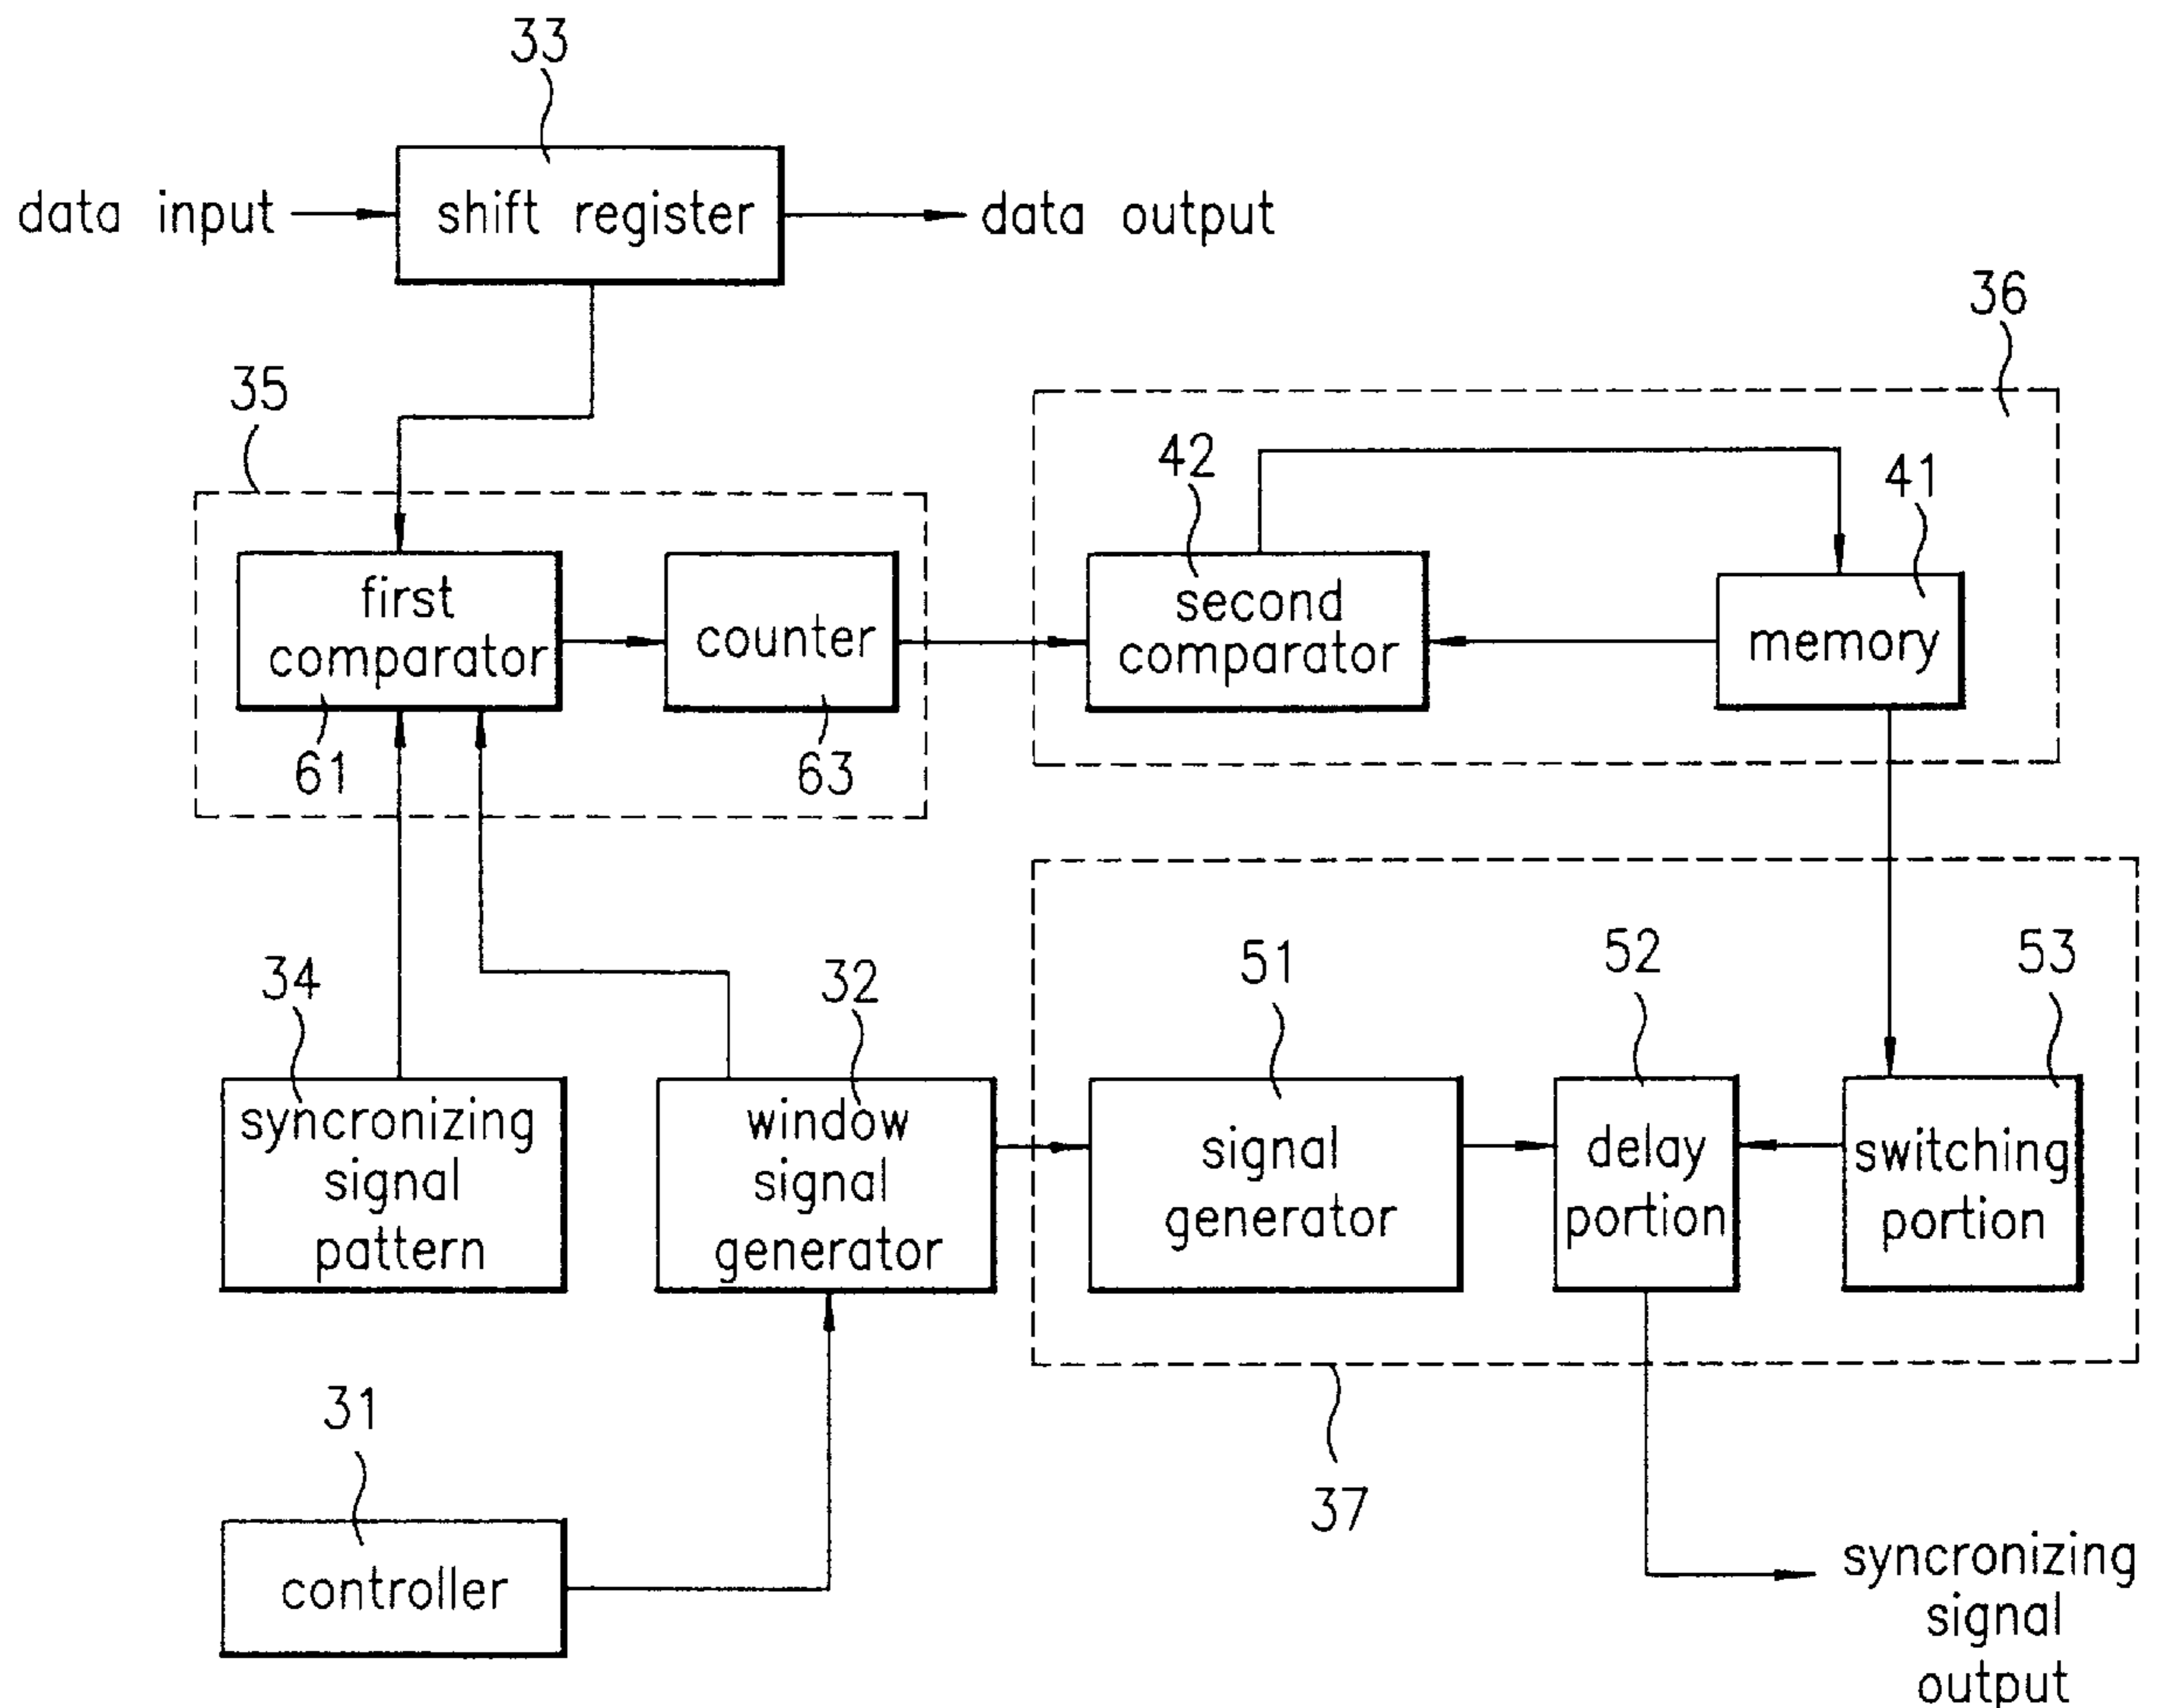 33
data input
shift register
data output
36
35
42
41
first
comparator
counter
second
comparator
memory
61
63
34
32
51
52
53
syncronizing
signal
pattern
window
signal
generator
signal
generator
delay
portion
switching
portion
31
37
controller
syncronizing
signal
output